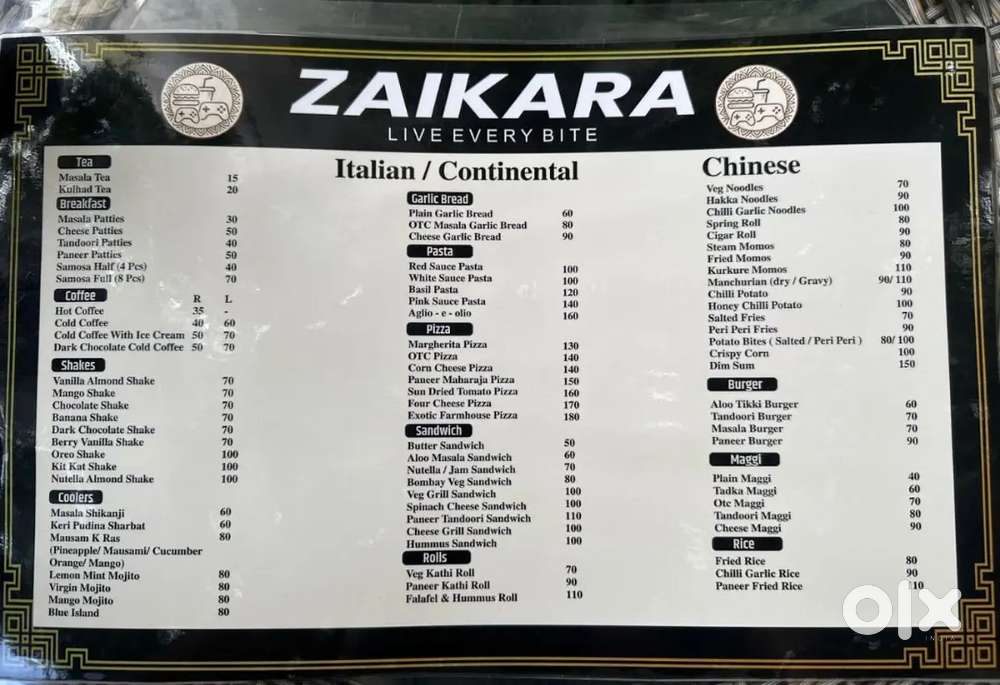 ZAIKARA
LIVE EVERY BITE
Tea
Masala Tea 15
Kulhad Tea 20
Breakfast
Masala Patties 30
Cheese Patties 50
Tandoori Patties 40
Paneer Patties 50
Samosa Half (4 Pcs) 40
Samosa Full (8 Pcs) 70
Coffee R L
Hot Coffee 35 -
Cold Coffee 40 60
Cold Coffee With Ice Cream 50 70
Dark Chocolate Cold Coffee 50 70
Shakes
Vanilla Almond Shake 70
Mango Shake 70
Chocolate Shake 70
Banana Shake 70
Dark Chocolate Shake 70
Berry Vanilla Shake 70
Oreo Shake 100
Kit Kat Shake 100
Nutella Almond Shake 100
Coolers
Masala Shikanji 60
Keri Pudina Sharbat 60
Mausam K Ras 80
(Pineapple/ Mausami/ Cucumber
Orange/ Mango)
Lemon Mint Mojito 80
Virgin Mojito 80
Mango Mojito 80
Blue Island 80
Italian / Continental
Garlic Bread
Plain Garlic Bread 60
OTC Masala Garlic Bread 80
Cheese Garlic Bread 90
Pasta
Red Sauce Pasta 100
White Sauce Pasta 100
Basil Pasta 120
Pink Sauce Pasta 140
Aglio - e - olio 160
Pizza
Margherita Pizza 130
OTC Pizza 140
Corn Cheese Pizza 140
Paneer Maharaja Pizza 150
Sun Dried Tomato Pizza 160
Four Cheese Pizza 170
Exotic Farmhouse Pizza 180
Sandwich
Butter Sandwich 50
Aloo Masala Sandwich 60
Nutella / Jam Sandwich 70
Bombay Veg Sandwich 80
Veg Grill Sandwich 100
Spinach Cheese Sandwich 100
Paneer Tandoori Sandwich 110
Cheese Grill Sandwich 100
Hummus Sandwich 100
Rolls
Veg Kathi Roll 70
Paneer Kathi Roll 90
Falafel & Hummus Roll 110
Chinese
Veg Noodles 70
Hakka Noodles 90
Chilli Garlic Noodles 100
Spring Roll 80
Cigar Roll 90
Steam Momos 80
Fried Momos 90
Kurkure Momos 110
Manchurian (dry / Gravy) 90/ 110
Chilli Potato 90
Honey Chilli Potato 100
Salted Fries 70
Peri Peri Fries 90
Potato Bites ( Salted / Peri Peri ) 80/ 100
Crispy Corn 100
Dim Sum 150
Burger
Aloo Tikki Burger 60
Tandoori Burger 70
Masala Burger 70
Paneer Burger 90
Maggi
Plain Maggi 40
Tadka Maggi 60
Otc Maggi 70
Tandoori Maggi 80
Cheese Maggi 90
Rice
Fried Rice 80
Chilli Garlic Rice 90
Paneer Fried Rice 110
olx
INDIA